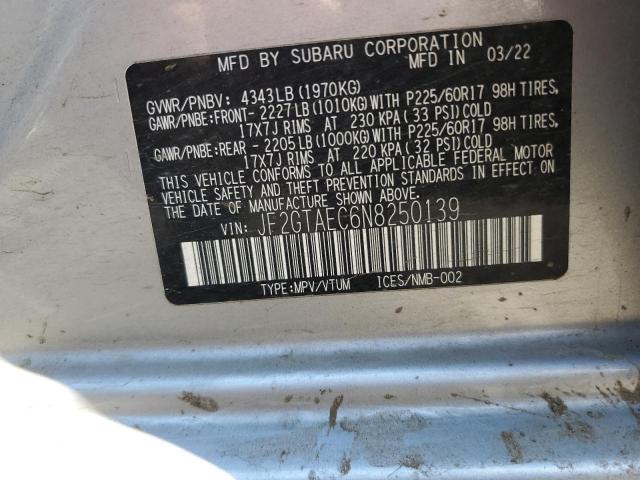 MFD BY SUBARU CORPORATION
MFD IN 03/22
GVWR/PNBV: 4343LB (1970KG)
GAWR/PNBE:FRONT- 2227LB (1010KG)WITH P225/60R17 98H TIRES,
17X7J RIMS AT 230 KPA (33 PSI)COLD
GAWR/PNBE:REAR - 2205LB (1000KG)WITH P225/60R17 98H TIRES,
17X7J RIMS AT 220 KPA (32 PSI)COLD
THIS VEHICLE CONFORMS TO ALL APPLICABLE FEDERAL MOTOR
VEHICLE SAFETY AND THEFT PREVENTION STANDARDS IN EFFECT ON
THE DATE OF MANUFACTURE SHOWN ABOVE.
VIN: JF2GTAEC6N8250139
TYPE:MPV/VTUM ICES/NMB-002